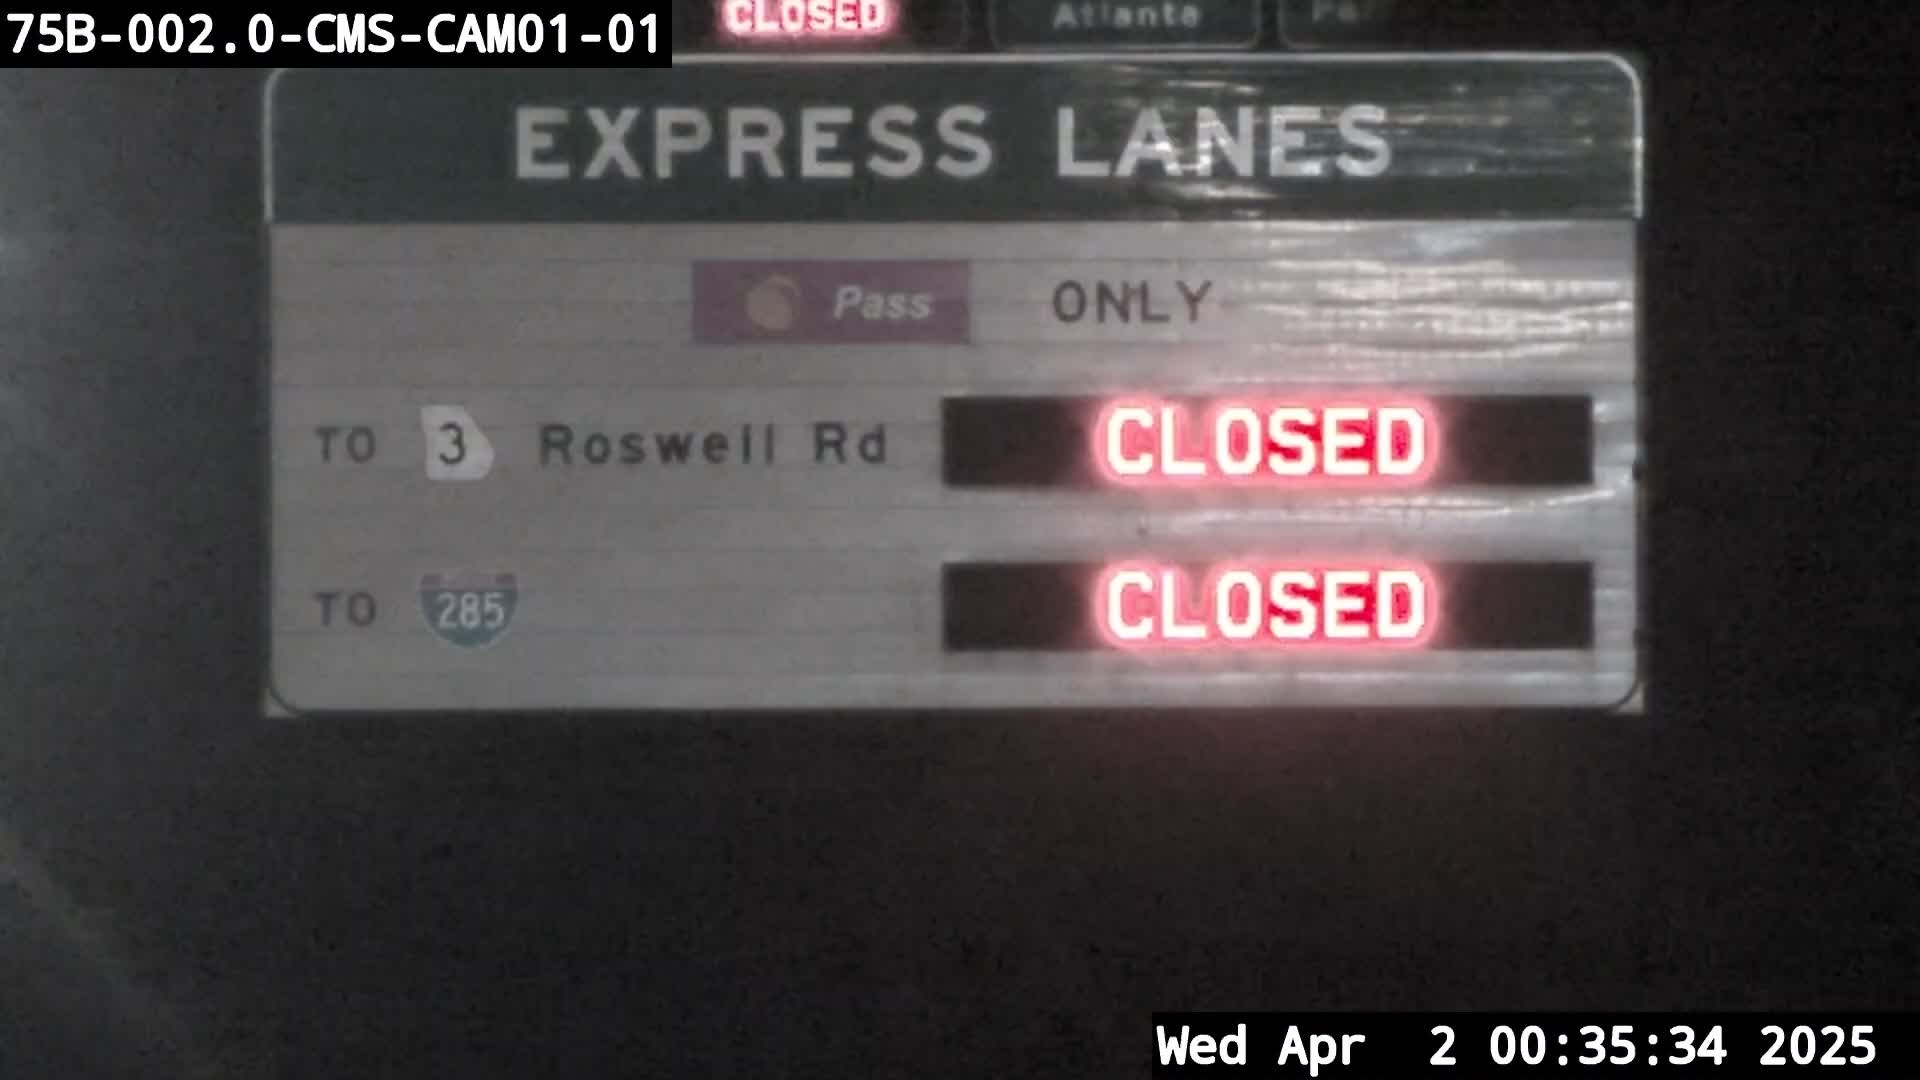 75B-002.0-CMS-CAM01-01
CLOSED
Atlanta
EXPRESS LANES
Pass ONLY
TO 3 Roswell Rd CLOSED
TO 285 CLOSED
Wed Apr 2 00:35:34 2025